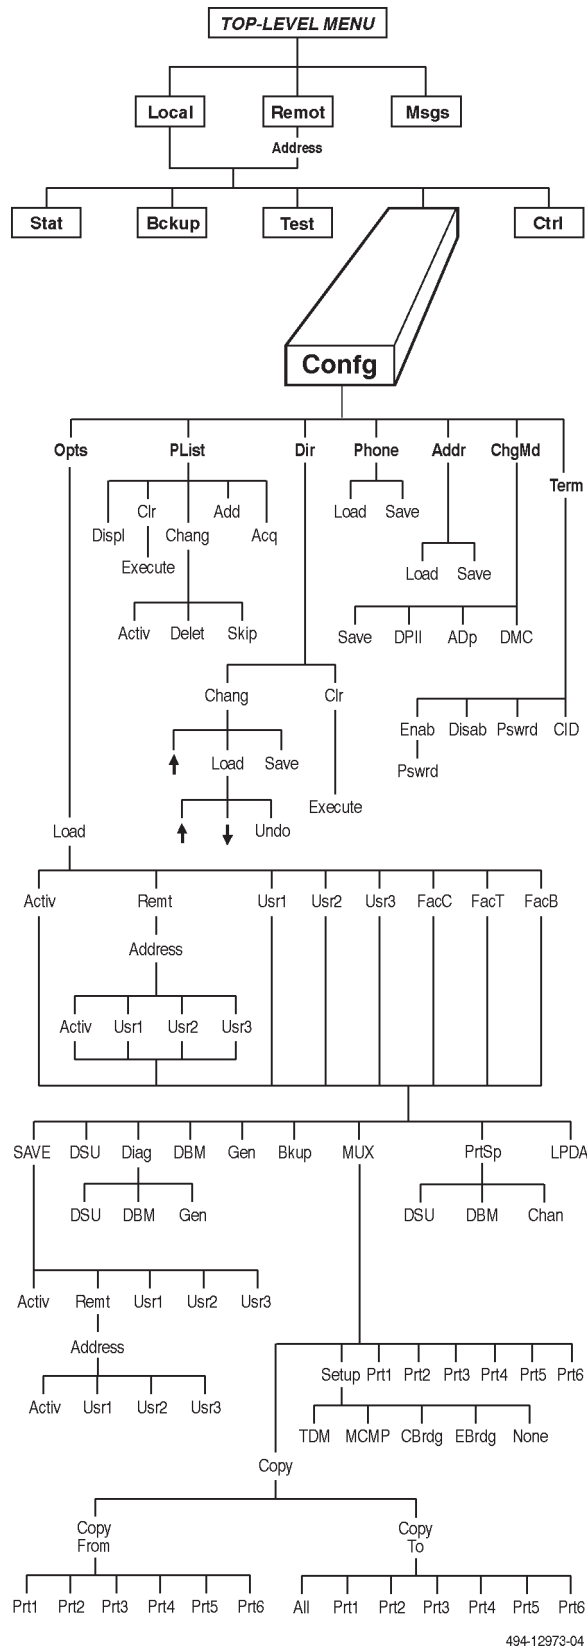 TOP-LEVEL MENU
Local Remot Msgs
Address
Stat Bckup Test Ctrl
Confg
Opts PList Dir Phone Addr ChgMd
Term
Clr Add Load Save
Displ Chang Acq
Execute
Load Save
Activ Delet Skip Save DPII ADp DMC
Chang Clr
Enab Disab Pswrd CID
Load Save
Pswrd
Execute
Load Undo
Activ Remt Usr1 Usr2 Usr3 FacC FacT FacB
Address
Activ Usr1 Usr2 Usr3
SAVE DSU Diag DBM Gen Bkup MUX PrtSp LPDA
DSU DBM Gen DSU DBM Chan
Activ Remt Usr1 Usr2 Usr3
Address
Setup Prt1 Prt2 Prt3 Prt4 Prt5 Prt6
Activ Usr1 Usr2 Usr3
TDM MCMP CBrdg EBrdg None
Copy
Copy From
Copy To
Prt1 Prt2 Prt3 Prt4 Prt5 Prt6 All Prt1 Prt2 Prt3 Prt4 Prt5 Prt6
494-12973-04